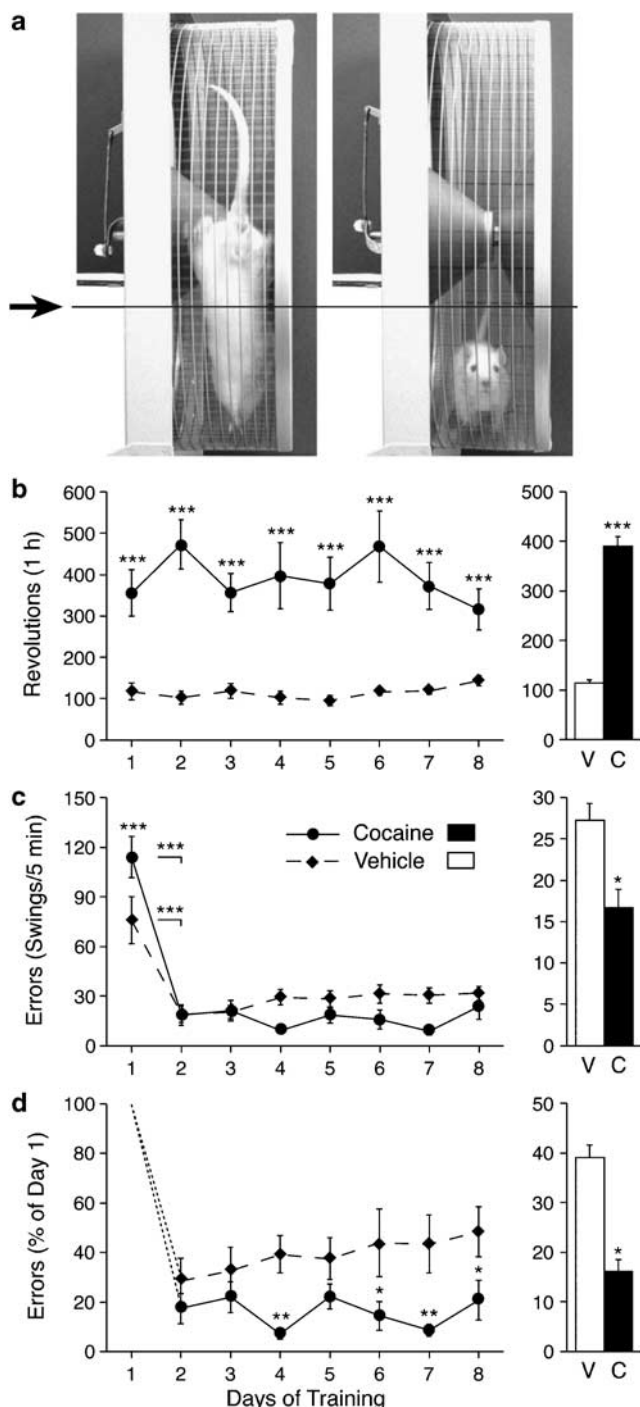 a
b
Revolutions (1 h)
600
500
400
300
200
100
0
*** *** *** *** *** *** *** ***
1 2 3 4 5 6 7 8
500
400
300
200
100
0
***
V C
c
Errors (Swings/5 min)
150
120
90
60
30
0
***
***
***
Cocaine
Vehicle
1 2 3 4 5 6 7 8
30
25
20
15
10
5
0
*
V C
d
Errors (% of Day 1)
100
80
60
40
20
0
** * ** *
1 2 3 4 5 6 7 8
Days of Training
50
40
30
20
10
0
*
V C